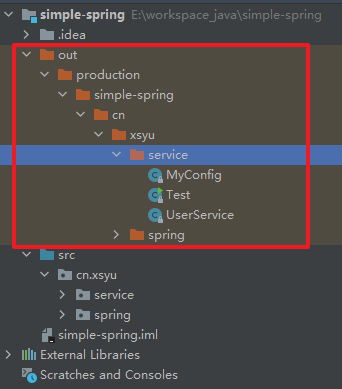 simple-spring E:\workspace_java\simple-spring
.idea
out
production
simple-spring
cn
xsyu
service
MyConfig
Test
UserService
spring
src
cn.xsyu
service
spring
simple-spring.iml
External Libraries
Scratches and Consoles